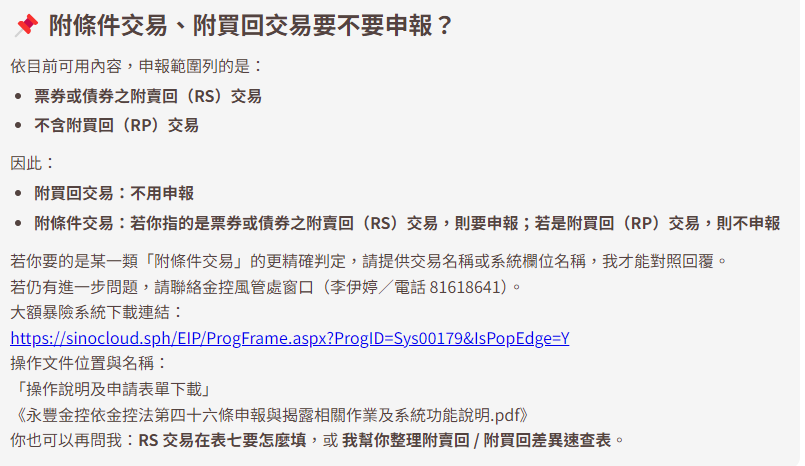 📌 附條件交易、附買回交易要不要申報？
依目前可用內容，申報範圍列的是：
• 票券或債券之附賣回（RS）交易
• 不含附買回（RP）交易
因此：
• 附買回交易：不用申報
• 附條件交易：若你指的是票券或債券之附賣回（RS）交易，則要申報；若是附買回（RP）交易，則不申報
若你要的是某一類「附條件交易」的更精確判定，請提供交易名稱或系統欄位名稱，我才能對照回覆。
若仍有進一步問題，請聯絡金控風管處窗口（李伊婷／電話 81618641）。
大額暴險系統下載連結：
https://sinocloud.sph/EIP/ProgFrame.aspx?ProgID=Sys00179&IsPopEdge=Y
操作文件位置與名稱：
「操作說明及申請表單下載」
《永豐金控依金控法第四十六條申報與揭露相關作業及系統功能說明.pdf》
你也可以再問我：RS 交易在表七要怎麼填，或 我幫你整理附賣回 / 附買回差異速查表。